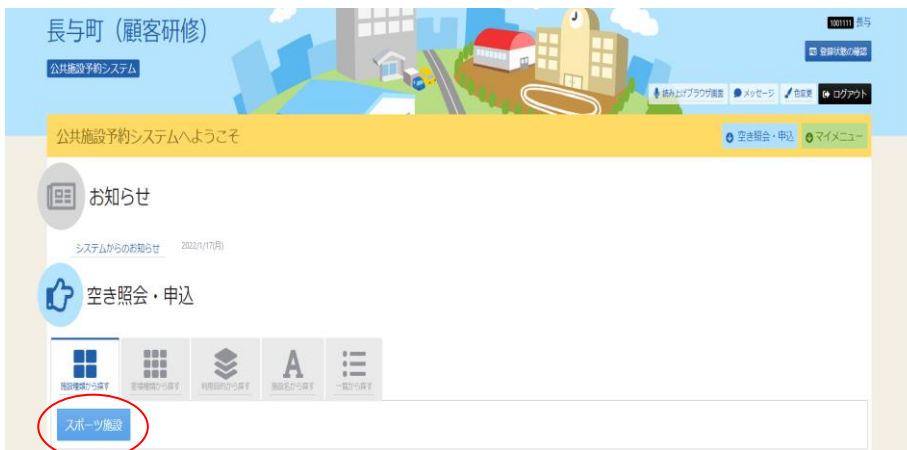 長与町（顧客研修）
公共施設予約システム
1001111 長与
登録状態の確認
読み上げブラウザ画面 メッセージ 色変更 ログアウト
公共施設予約システムへようこそ
空き照会・申込 マイメニュー
お知らせ
システムからのお知らせ 2022/1/17(月)
空き照会・申込
施設種類から探す 室場種類から探す 利用目的から探す 施設名から探す 一覧から探す
スポーツ施設